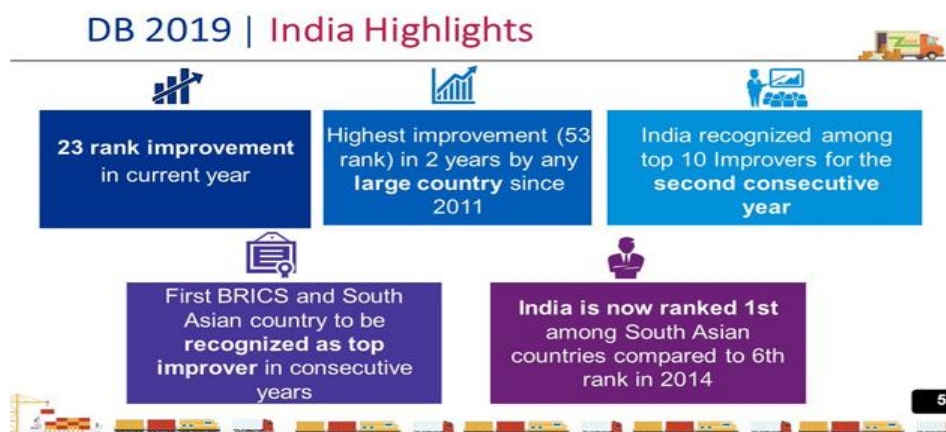 DB 2019 | India Highlights
23 rank improvement
in current year
Highest improvement (53
rank) in 2 years by any
large country since
2011
India recognized among
top 10 Improvers for the
second consecutive
year
First BRICS and South
Asian country to be
recognized as top
improver in consecutive
years
India is now ranked 1st
among South Asian
countries compared to 6th
rank in 2014
5